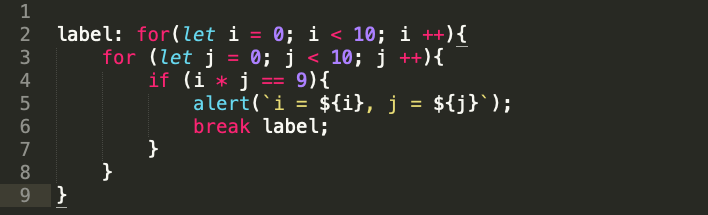 1
2 label: for(let i = 0; i < 10; i ++){
3     for (let j = 0; j < 10; j ++){
4         if (i * j == 9){
5             alert(`i = ${i}, j = ${j}`);
6             break label;
7         }
8     }
9 }